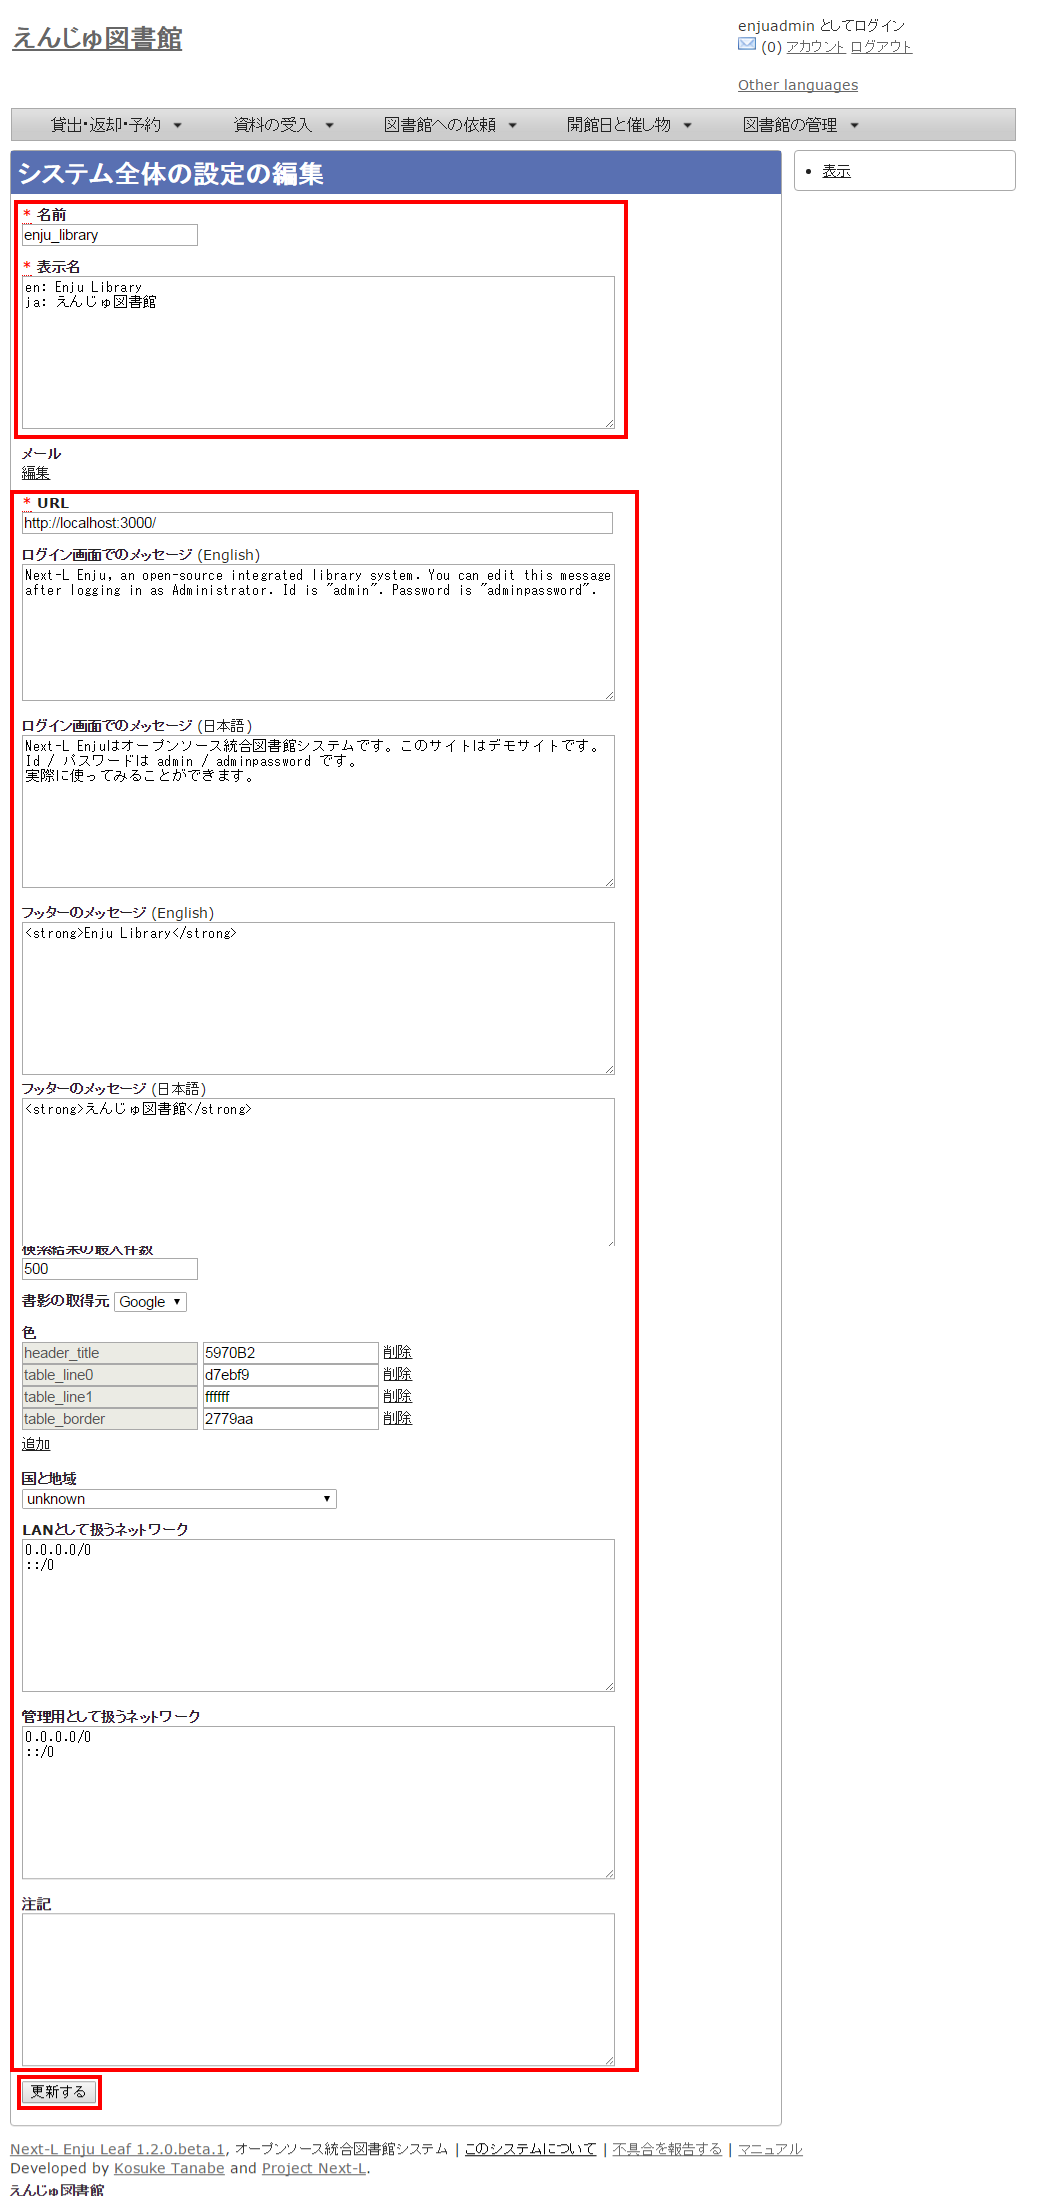 えんじゅ図書館
enjuadmin としてログイン
(0) アカウント ログアウト
Other languages
貸出・返却・予約 資料の受入 図書館への依頼 開館日と催し物 図書館の管理
システム全体の設定の編集
表示
* 名前
enju_library
* 表示名
en: Enju Library
ja: えんじゅ図書館
メール
編集
* URL
http://localhost:3000/
ログイン画面でのメッセージ (English)
Next-L Enju, an open-source integrated library system. You can edit this message
after logging in as Administrator. Id is "admin". Password is "adminpassword".
ログイン画面でのメッセージ (日本語)
Next-L Enjuはオープンソース統合図書館システムです。このサイトはデモサイトです。
Id / パスワードは admin / adminpassword です。
実際に使ってみることができます。
フッターのメッセージ (English)
<strong>Enju Library</strong>
フッターのメッセージ (日本語)
<strong>えんじゅ図書館</strong>
検索結果の最大件数
500
書影の取得元 Google
色
header_title 5970B2 削除
table_line0 d7ebf9 削除
table_line1 ffffff 削除
table_border 2779aa 削除
追加
国と地域
unknown
LANとして扱うネットワーク
0.0.0.0/0
::/0
管理用として扱うネットワーク
0.0.0.0/0
::/0
注記
更新する
Next-L Enju Leaf 1.2.0.beta.1, オープンソース統合図書館システム | このシステムについて | 不具合を報告する | マニュアル
Developed by Kosuke Tanabe and Project Next-L.
えんじゅ図書館